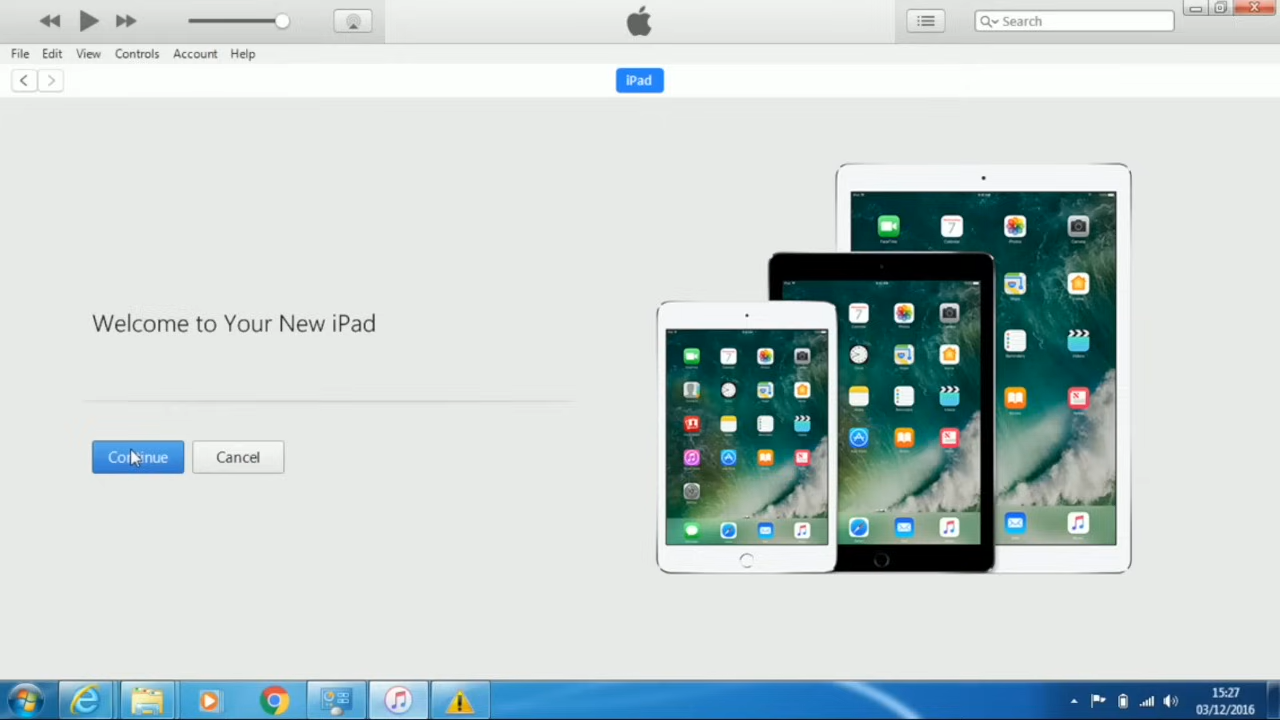 Search
File Edit View Controls Account Help
iPad
Welcome to Your New iPad
Continue Cancel
15:27
03/12/2016